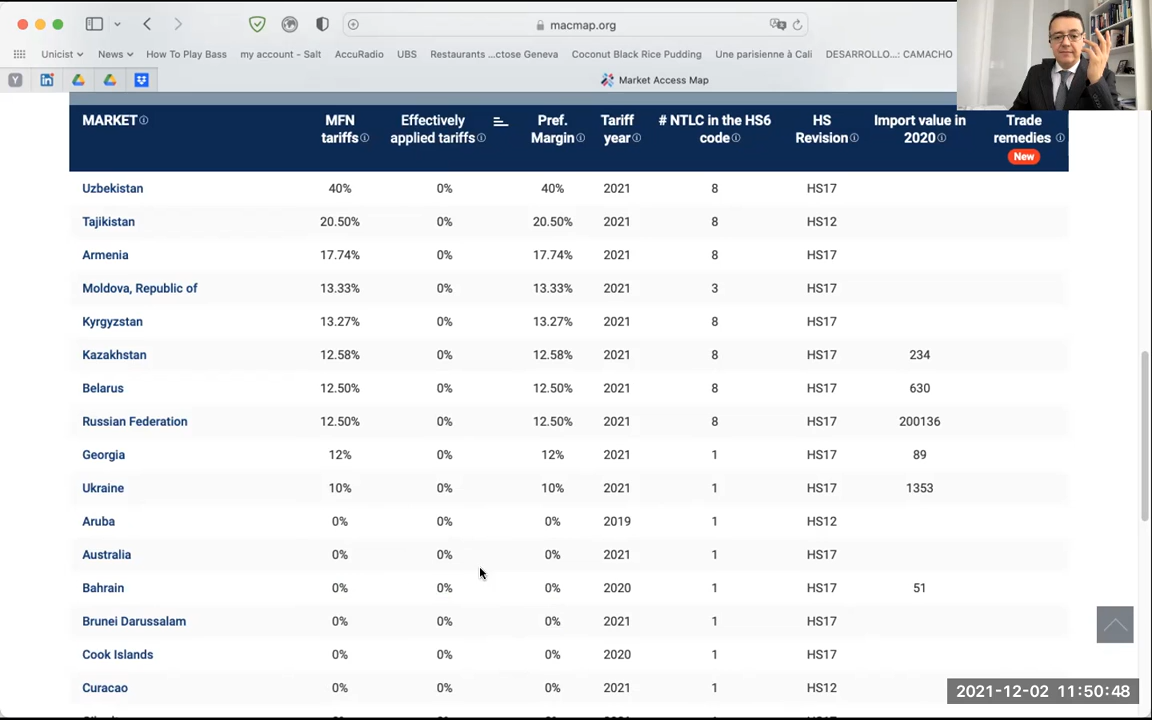 macmap.org
Unicist News How To Play Bass my account - Salt AccuRadio UBS Restaurants ...ctose Geneva Coconut Black Rice Pudding Une parisienne à Cali DESARROLLO...: CAMACHO
Y in Market Access Map
MARKET MFN tariffs Effectively applied tariffs Pref. Margin Tariff year # NTLC in the HS6 code HS Revision Import value in 2020 Trade remedies New
Uzbekistan 40% 0% 40% 2021 8 HS17
Tajikistan 20.50% 0% 20.50% 2021 8 HS12
Armenia 17.74% 0% 17.74% 2021 8 HS17
Moldova, Republic of 13.33% 0% 13.33% 2021 3 HS17
Kyrgyzstan 13.27% 0% 13.27% 2021 8 HS17
Kazakhstan 12.58% 0% 12.58% 2021 8 HS17 234
Belarus 12.50% 0% 12.50% 2021 8 HS17 630
Russian Federation 12.50% 0% 12.50% 2021 8 HS17 200136
Georgia 12% 0% 12% 2021 1 HS17 89
Ukraine 10% 0% 10% 2021 1 HS17 1353
Aruba 0% 0% 0% 2019 1 HS12
Australia 0% 0% 0% 2021 1 HS17
Bahrain 0% 0% 0% 2020 1 HS17 51
Brunei Darussalam 0% 0% 0% 2021 1 HS17
Cook Islands 0% 0% 0% 2020 1 HS17
Curacao 0% 0% 0% 2021 1 HS12
2021-12-02 11:50:48